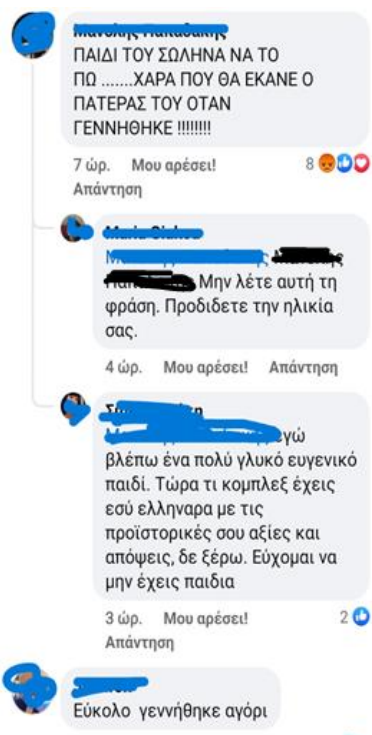 ΠΑΙΔΙ ΤΟΥ ΣΩΛΗΝΑ ΝΑ ΤΟ
ΠΩ .......ΧΑΡΑ ΠΟΥ ΘΑ ΕΚΑΝΕ Ο
ΠΑΤΕΡΑΣ ΤΟΥ ΟΤΑΝ
ΓΕΝΝΗΘΗΚΕ !!!!!!!!
7 ώρ. Μου αρέσει! 8
Απάντηση
Μην λέτε αυτή τη
φράση. Προδιδετε την ηλικία
σας.
4 ώρ. Μου αρέσει! Απάντηση
εγώ
βλέπω ένα πολύ γλυκό ευγενικό
παιδί. Τώρα τι κομπλεξ έχεις
εσύ ελληναρα με τις
προϊστορικές σου αξίες και
απόψεις, δε ξέρω. Εύχομαι να
μην έχεις παιδια
3 ώρ. Μου αρέσει! 2
Απάντηση
Εύκολο γεννήθηκε αγόρι